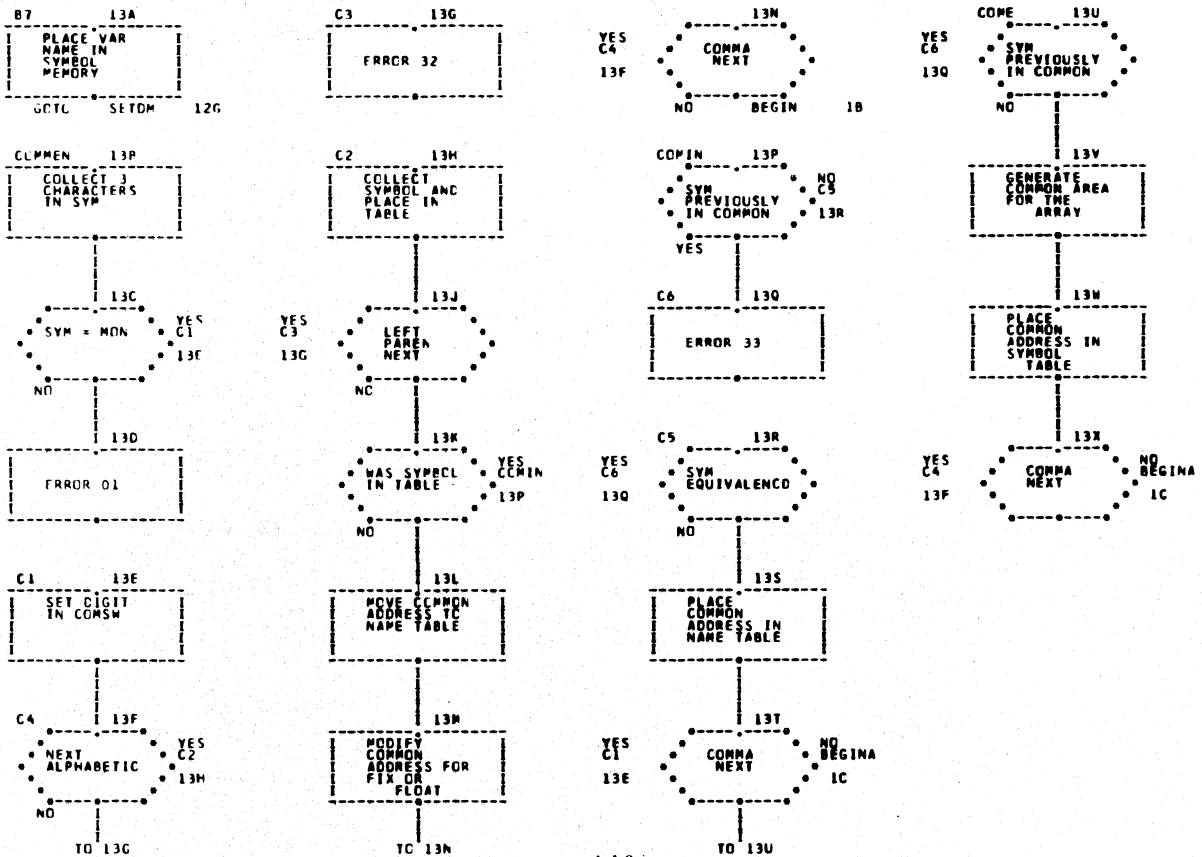 B7 13A
PLACE VAR
NAME IN
SYMBOL
MEMORY
GOTO SETDM 12G
COMMEN 13B
COLLECT 3
CHARACTERS
IN SYM
13C
SYM = MON
YES
C1
13E
NO
13D
ERROR 01
C1 13E
SET DIGIT
IN COMSW
C4 13F
NEXT
ALPHABETIC
YES
C2
13H
NO
TO 13G
C3 13G
ERROR 32
C2 13H
COLLECT
SYMBOL AND
PLACE IN
TABLE
13J
YES
C3
13G
LEFT
PAREN
NEXT
NO
13K
WAS SYMBOL
IN TABLE
YES
COMIN
13P
NO
13L
MOVE COMMON
ADDRESS TO
NAME TABLE
13M
MODIFY
COMMON
ADDRESS FOR
FIX OR
FLOAT
TO 13N
13N
YES
C4
13F
COMMA
NEXT
NO BEGIN 1B
COMIN 13P
SYM
PREVIOUSLY
IN COMMON
NO
C5
13R
YES
C6 13Q
ERROR 33
C5 13R
YES
C6
13Q
SYM
EQUIVALENCD
NO
13S
PLACE
COMMON
ADDRESS IN
NAME TABLE
13T
YES
C1
13E
COMMA
NEXT
NO
BEGINA
1C
TO 13U
COME 13U
YES
C6
13Q
SYM
PREVIOUSLY
IN COMMON
NO
13V
GENERATE
COMMON AREA
FOR THE
ARRAY
13W
PLACE
COMMON
ADDRESS IN
SYMBOL
TABLE
13X
YES
C4
13F
COMMA
NEXT
NO
BEGINA
1C